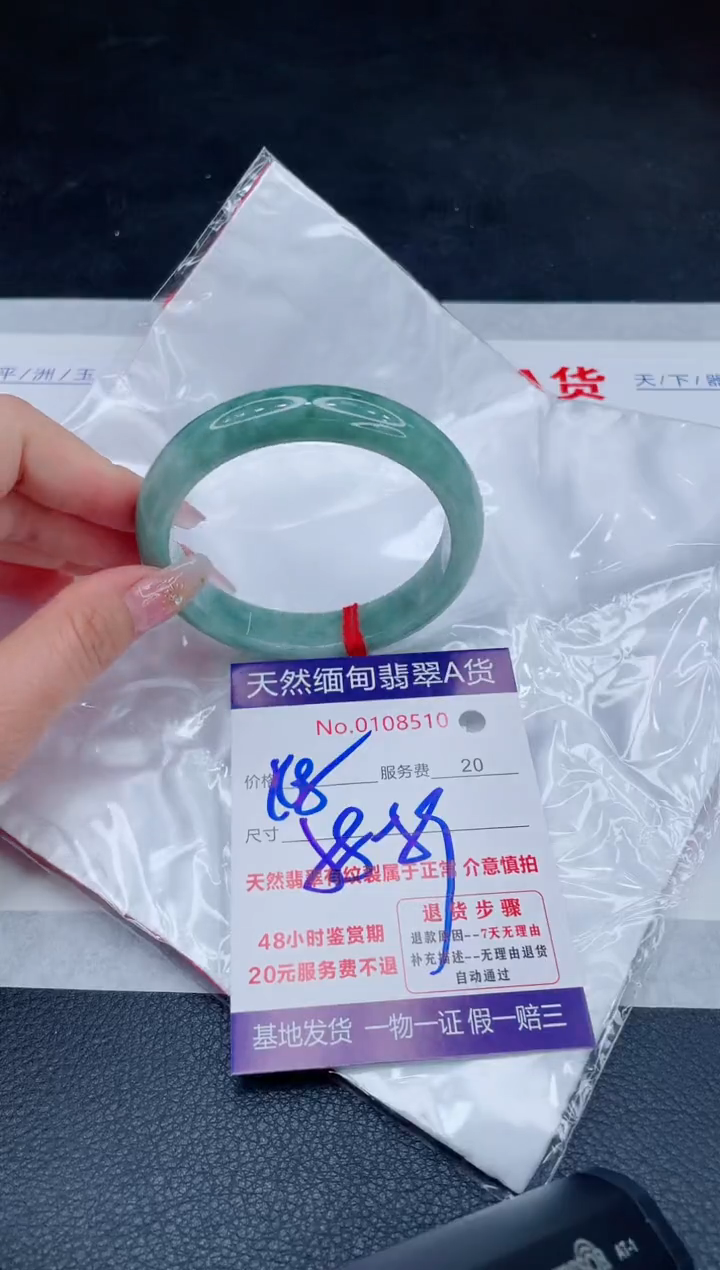 平/洲/玉
A货
天/下/翡
天然缅甸翡翠A货
No.0108510
价格
服务费 20
尺寸
天然翡翠有纹裂属于正常 介意慎拍
48小时鉴赏期
20元服务费不退
退货步骤
退款原因--7天无理由
补充描述--无理由退货
自动通过
基地发货 一物一证 假一赔三